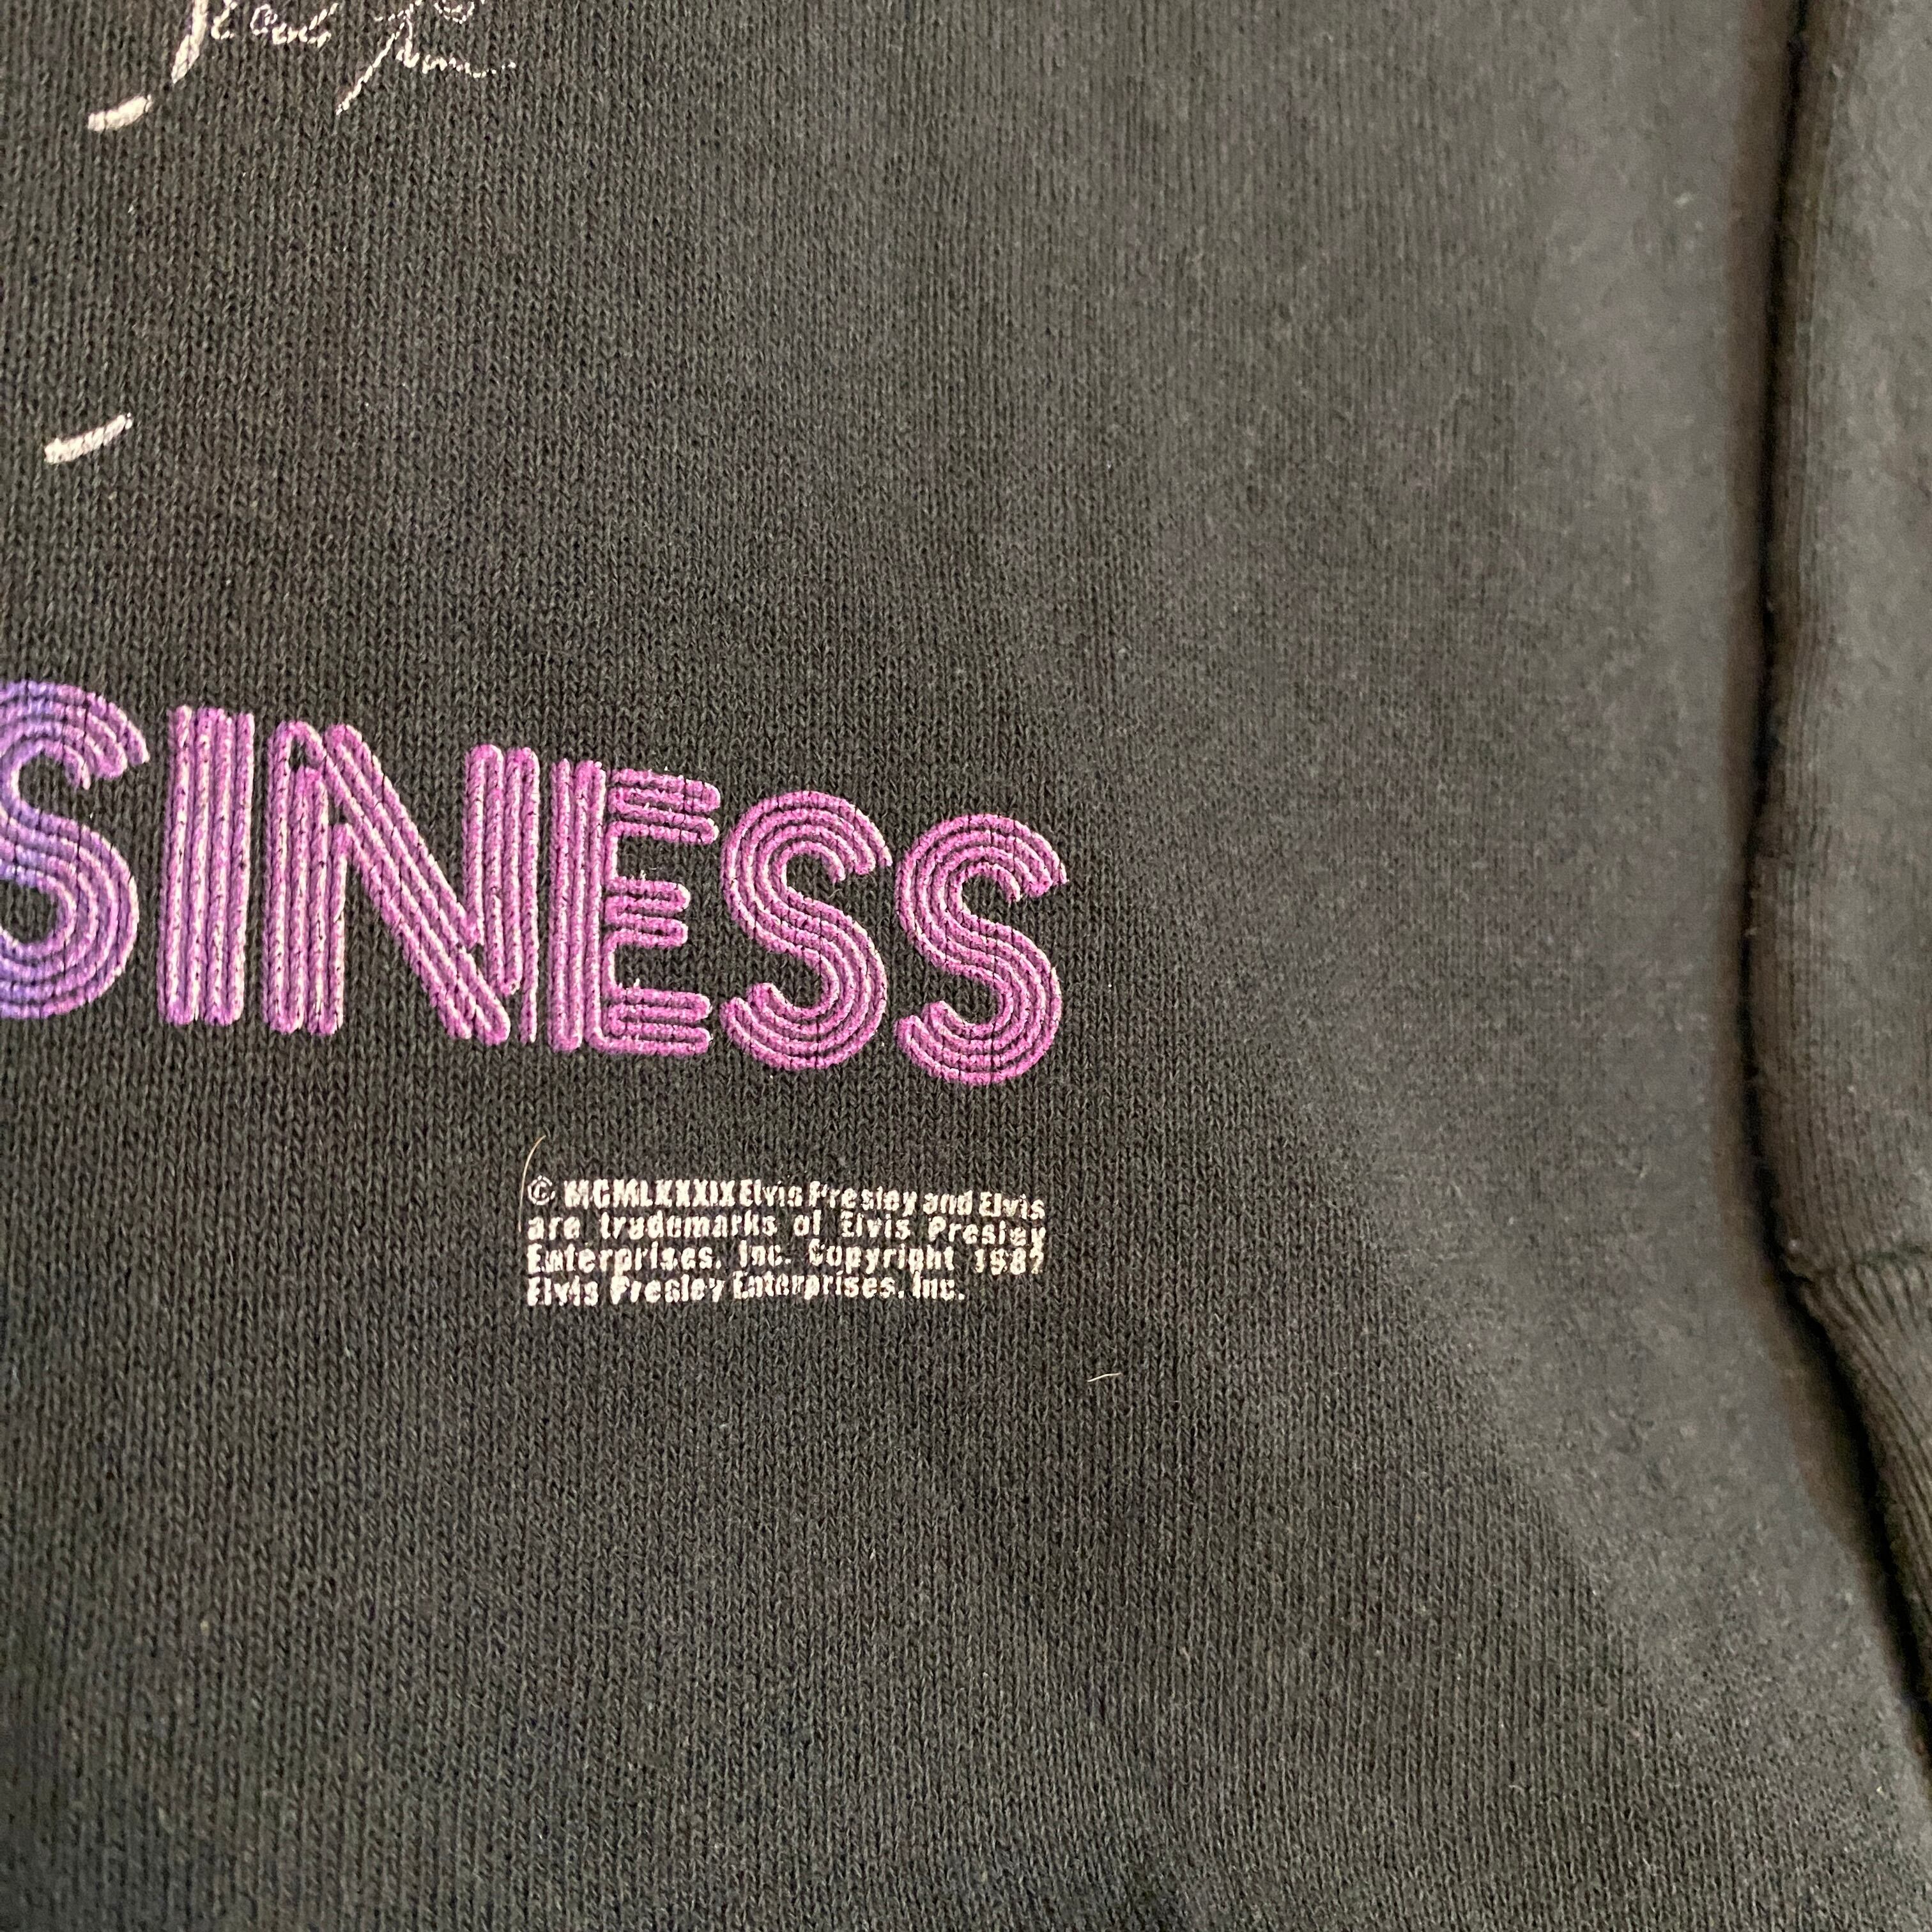 SINESS
© MCMLXXXIX Elvis Presley and Elvis
are trademarks of Elvis Presley
Enterprises, Inc. Copyright 1987
Elvis Presley Enterprises, Inc.